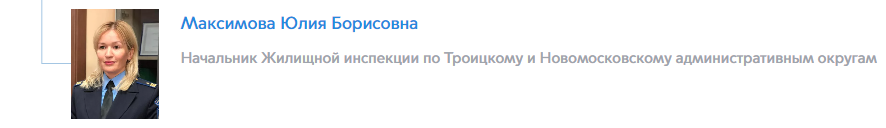 Максимова Юлия Борисовна
Начальник Жилищной инспекции по Троицкому и Новомосковскому административным округам